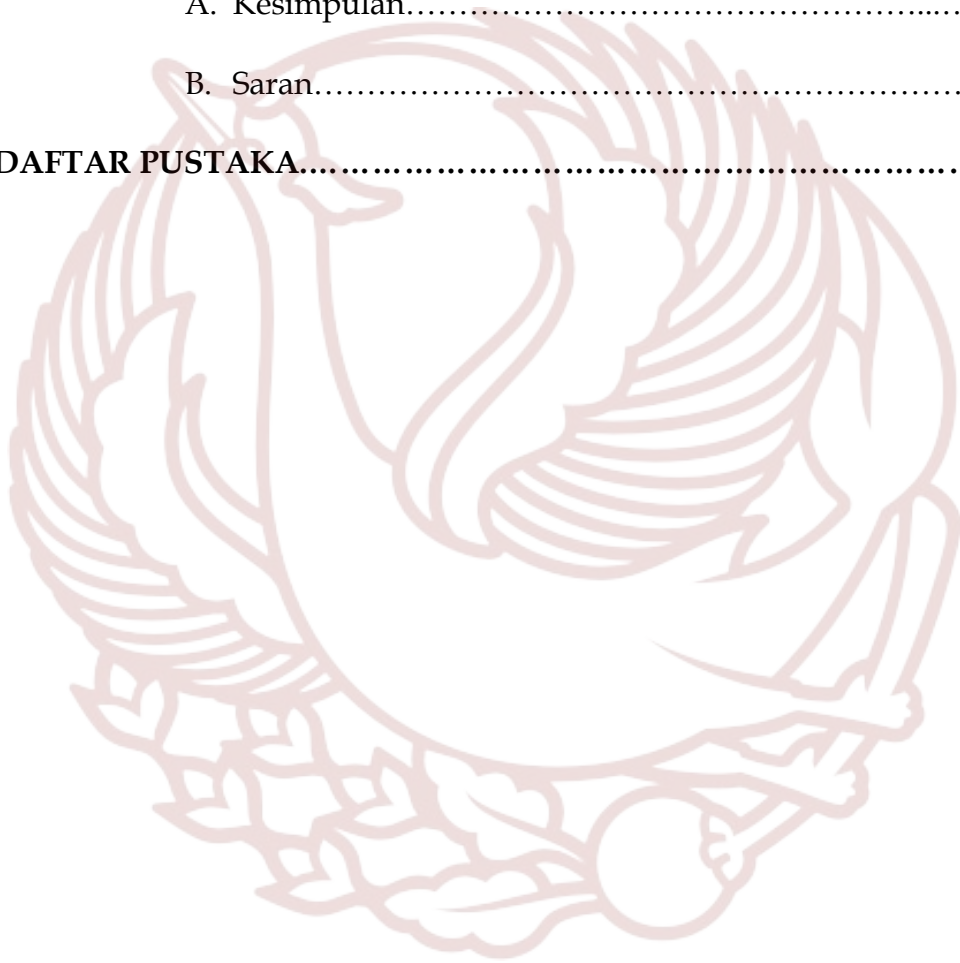 A. Kesimpulan…………………………………………...…
B. Saran………………………………………………………
DAFTAR PUSTAKA.…………………………………………………….